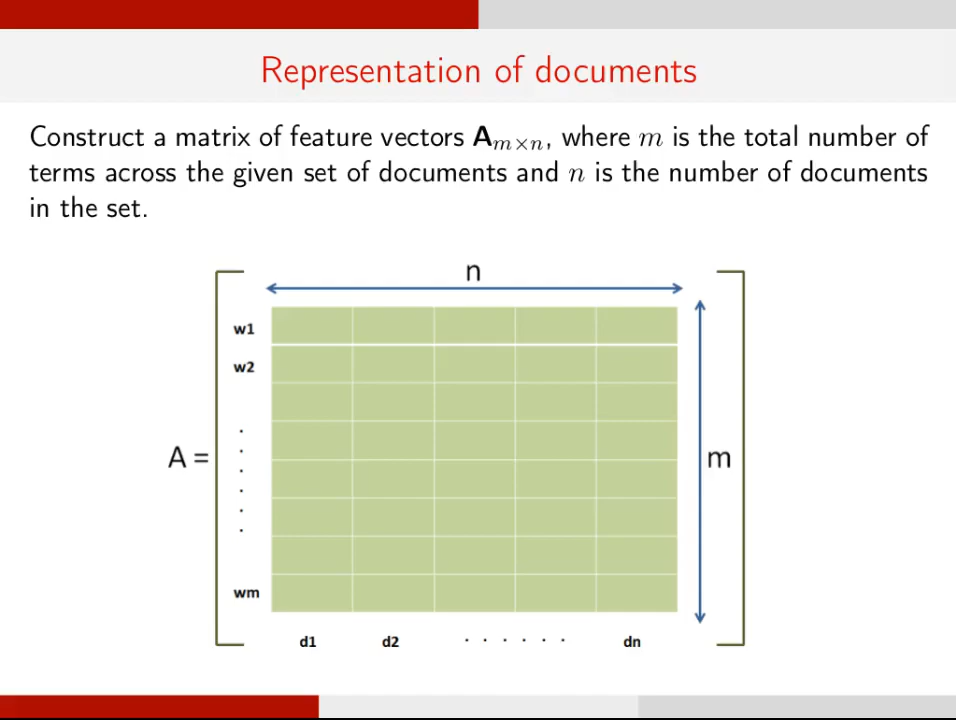 Representation of documents
Construct a matrix of feature vectors A_{m×n}, where m is the total number of
terms across the given set of documents and n is the number of documents
in the set.
n
w1
w2
.
.
.
.
.
.
A =
m
wm
d1 d2 . . . . . . dn